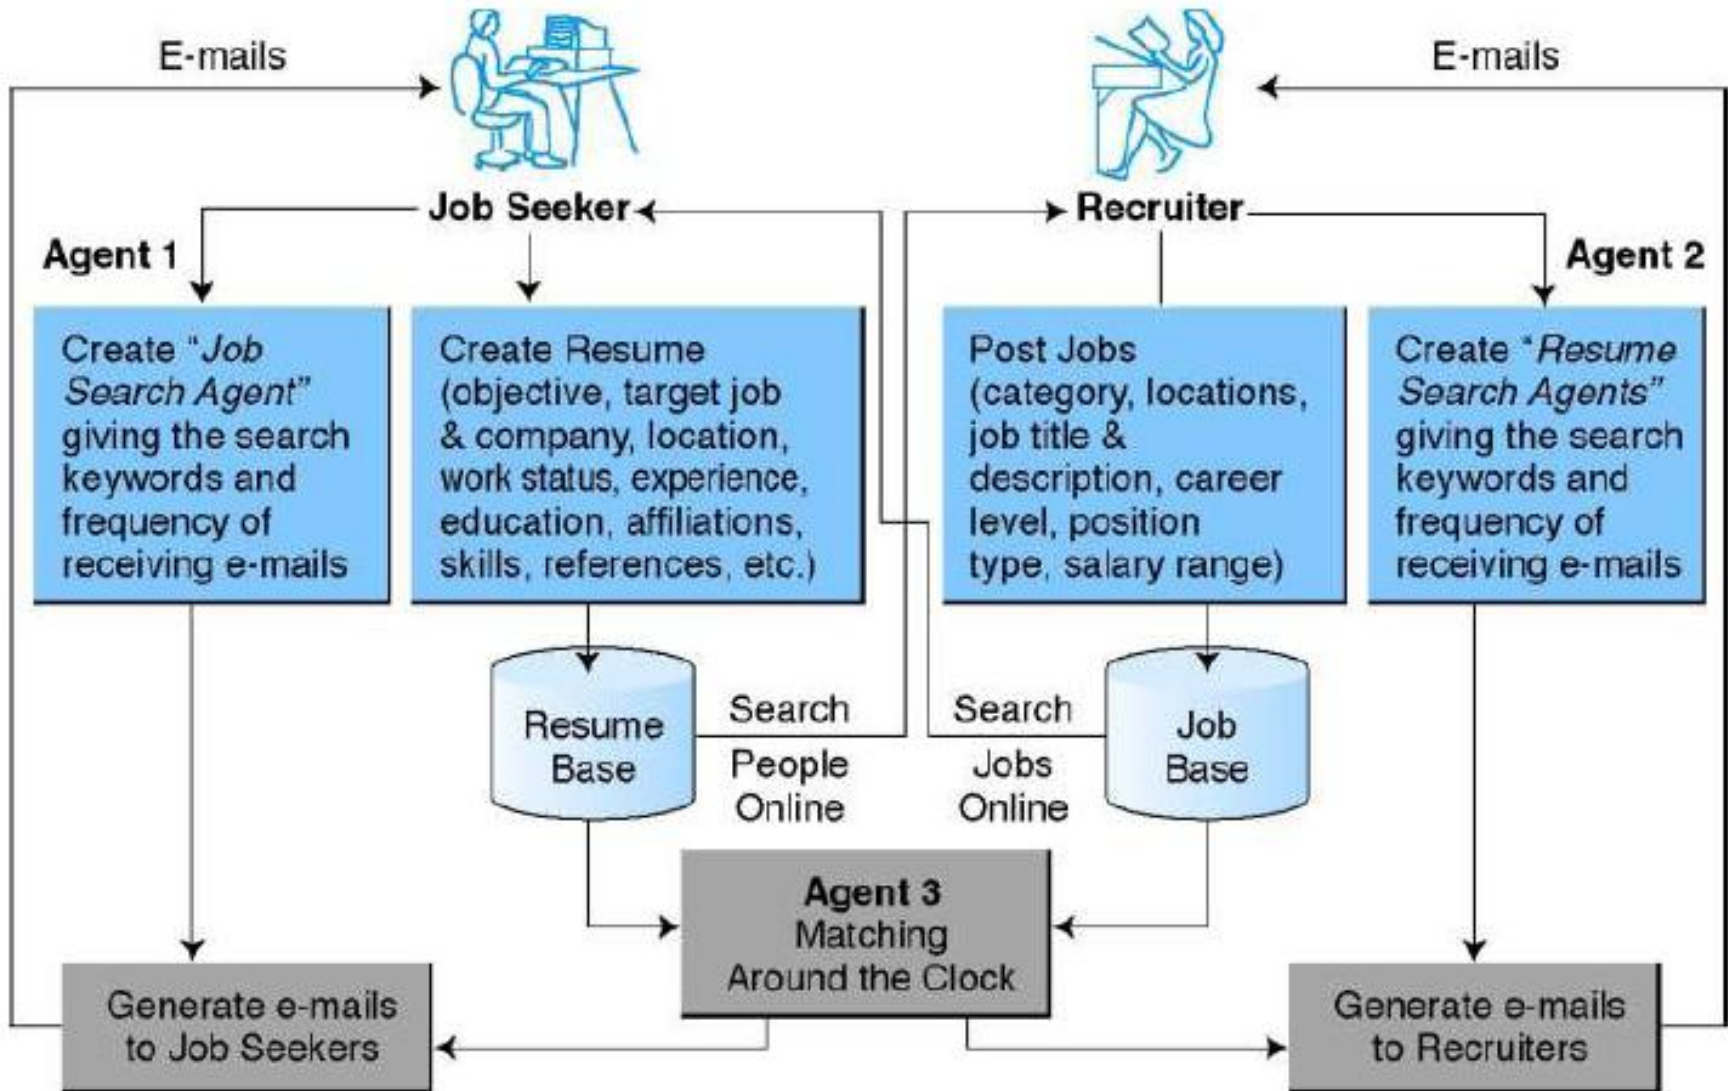 E-mails
E-mails
Job Seeker
Recruiter
Agent 1
Agent 2
Create "Job
Search Agent"
giving the search
keywords and
frequency of
receiving e-mails
Create Resume
(objective, target job
& company, location,
work status, experience,
education, affiliations,
skills, references, etc.)
Post Jobs
(category, locations,
job title &
description, career
level, position
type, salary range)
Create "Resume
Search Agents"
giving the search
keywords and
frequency of
receiving e-mails
Resume
Base
Search
People
Online
Search
Jobs
Online
Job
Base
Agent 3
Matching
Around the Clock
Generate e-mails
to Job Seekers
Generate e-mails
to Recruiters